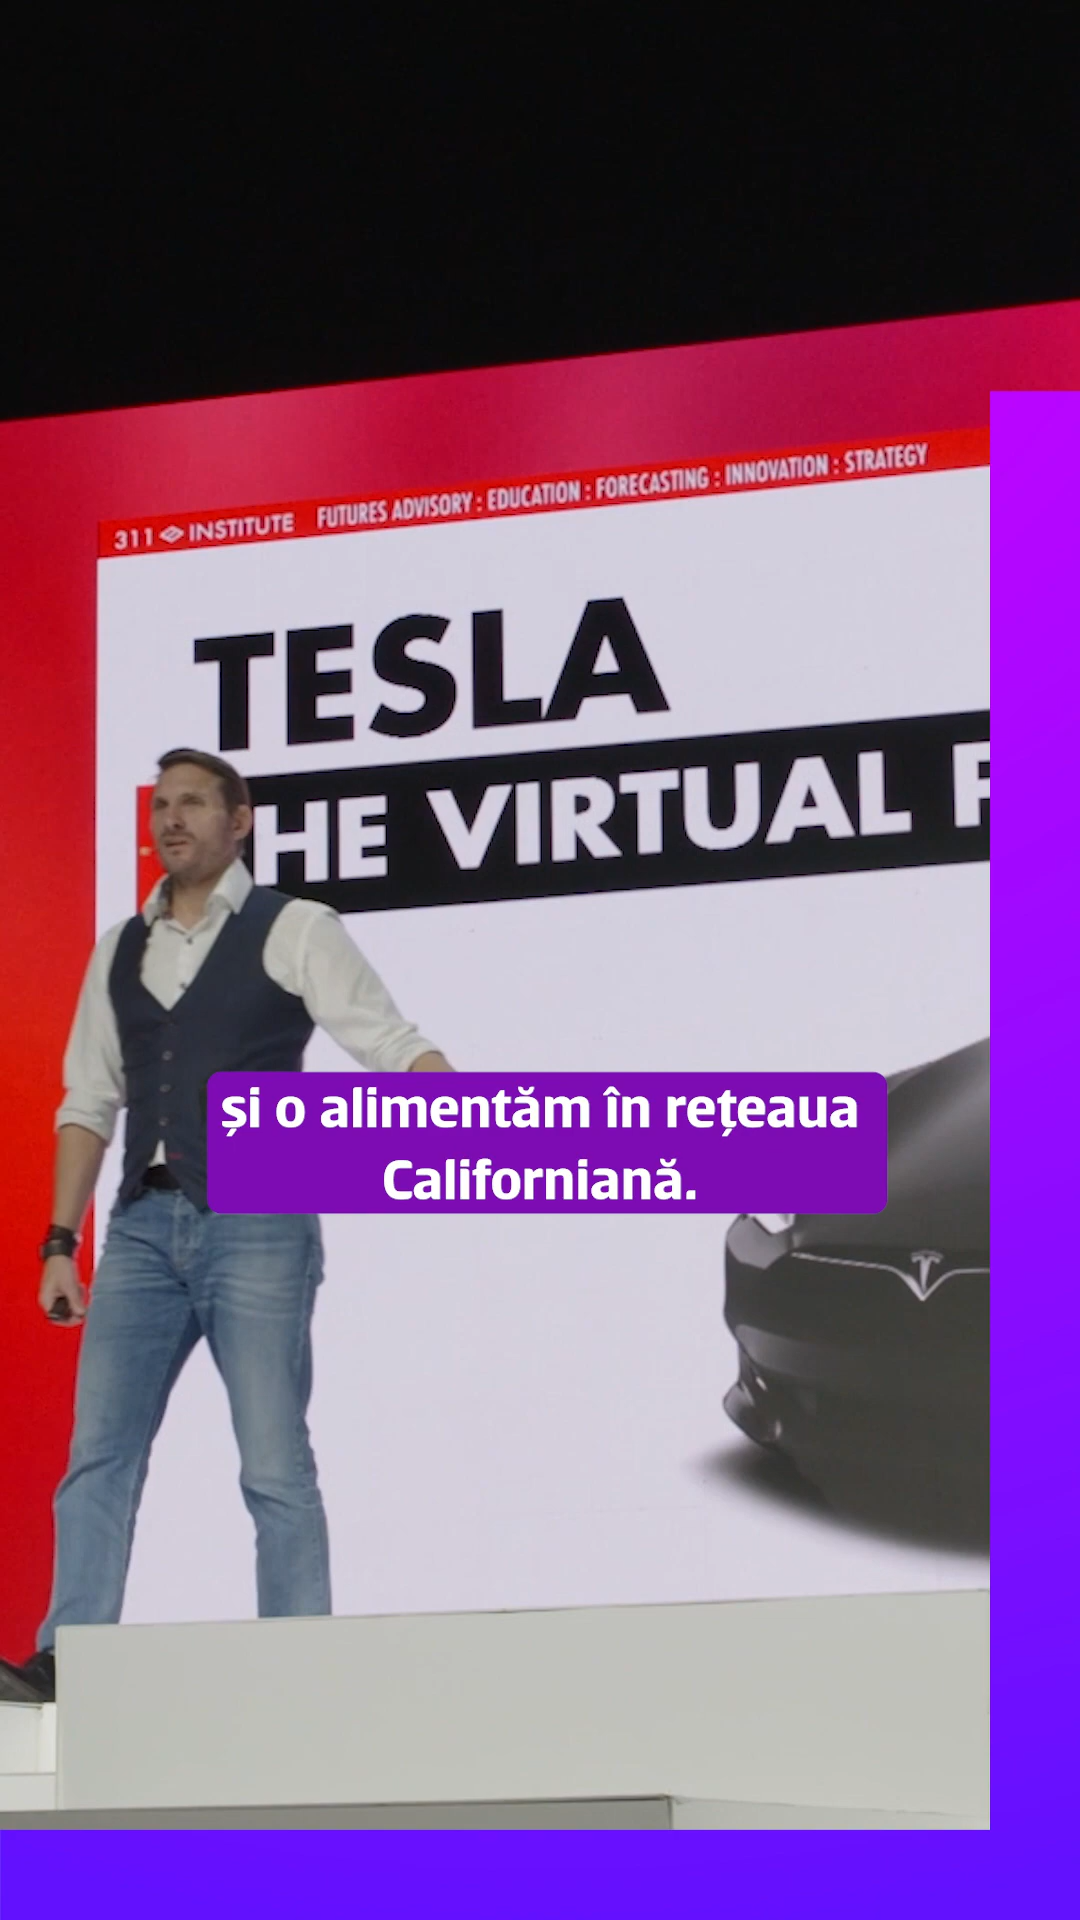 311 INSTITUTE FUTURES ADVISORY : EDUCATION : FORECASTING : INNOVATION : STRATEGY
TESLA
HE VIRTUAL
și o alimentăm în rețeaua
Californiană.